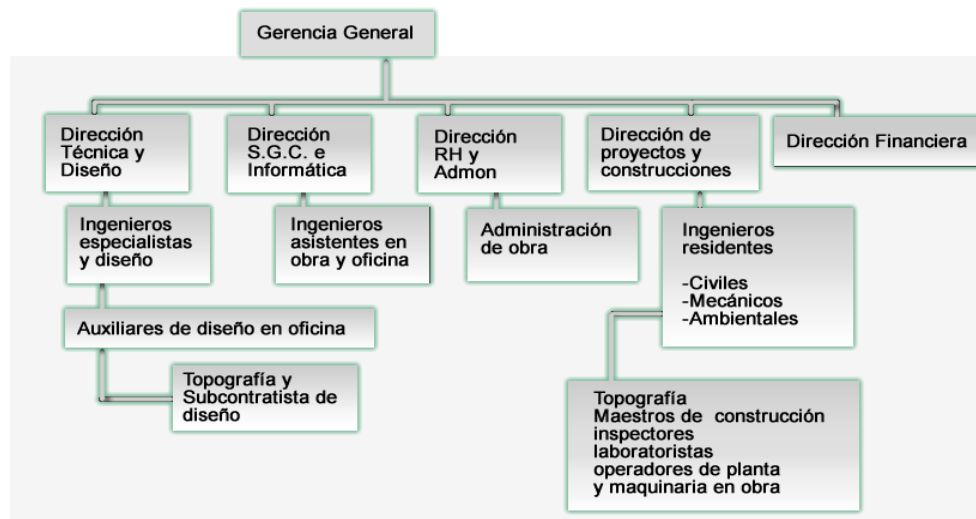 Gerencia General
Dirección
Técnica y
Diseño
Dirección
S.G.C. e
Informática
Dirección
RH y
Admon
Dirección de
proyectos y
construcciones
Dirección Financiera
Ingenieros
especialistas
y diseño
Ingenieros
asistentes en
obra y oficina
Administración
de obra
Ingenieros
residentes
-Civiles
-Mecánicos
-Ambientales
Auxiliares de diseño en oficina
Topografía y
Subcontratista de
diseño
Topografía
Maestros de construcción
inspectores
laboratoristas
operadores de planta
y maquinaria en obra